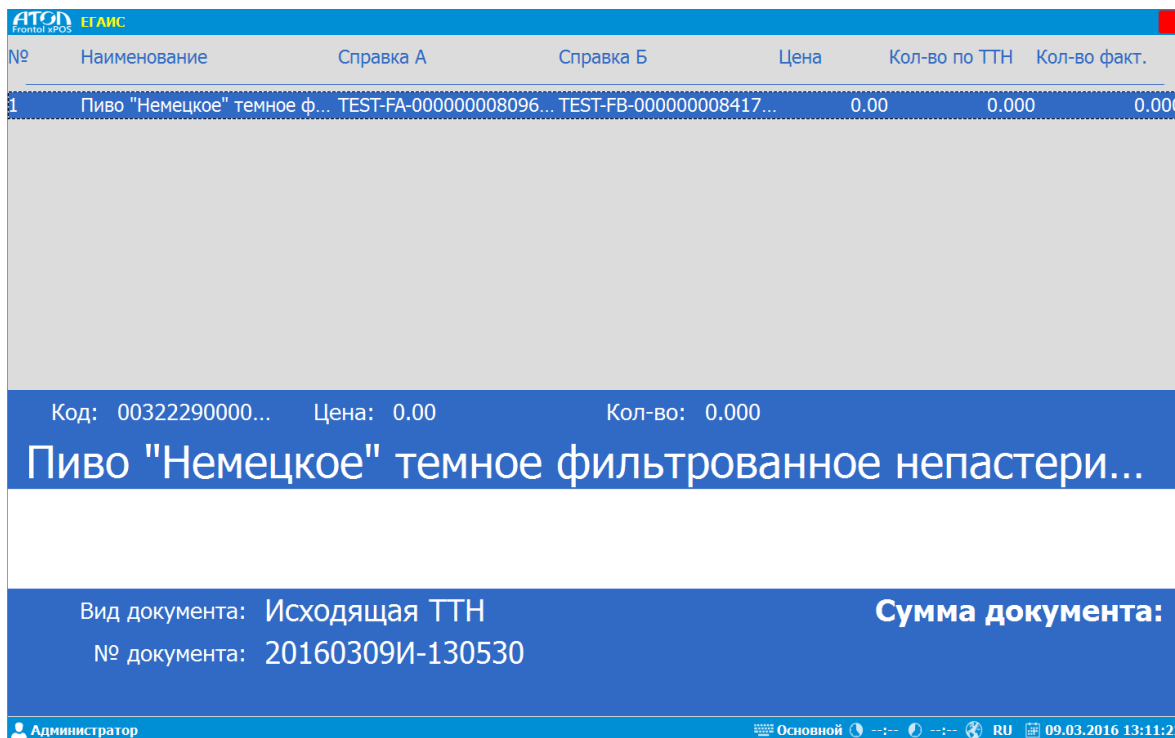 ATOL ЕГАИС
Frontol xPOS
№ Наименование Справка А Справка Б Цена Кол-во по ТТН Кол-во факт.
1 Пиво "Немецкое" темное ф... TEST-FA-000000008096... TEST-FB-000000008417... 0.00 0.000 0.000
Код: 00322290000... Цена: 0.00 Кол-во: 0.000
Пиво "Немецкое" темное фильтрованное непастери...
Вид документа: Исходящая ТТН Сумма документа:
№ документа: 20160309И-130530
Администратор Основной --:-- --:-- RU 09.03.2016 13:11:2